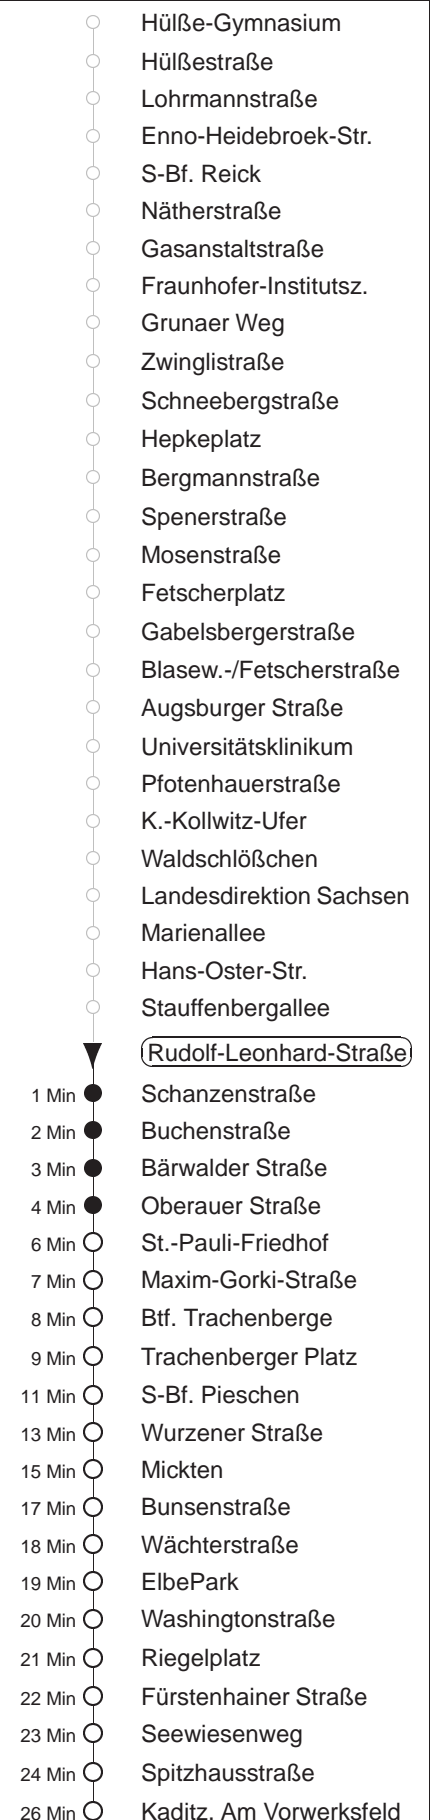 Hülße-Gymnasium
Hülßestraße
Lohrmannstraße
Enno-Heidebroek-Str.
S-Bf. Reick
Nätherstraße
Gasanstaltstraße
Fraunhofer-Institutsz.
Grunaer Weg
Zwinglistraße
Schneebergstraße
Hepkeplatz
Bergmannstraße
Spenerstraße
Mosenstraße
Fetscherplatz
Gabelsbergerstraße
Blasew.-/Fetscherstraße
Augsburger Straße
Universitätsklinikum
Pfotenhauerstraße
K.-Kollwitz-Ufer
Waldschlößchen
Landesdirektion Sachsen
Marienallee
Hans-Oster-Str.
Stauffenbergallee
Rudolf-Leonhard-Straße
1 Min Schanzenstraße
2 Min Buchenstraße
3 Min Bärwalder Straße
4 Min Oberauer Straße
6 Min St.-Pauli-Friedhof
7 Min Maxim-Gorki-Straße
8 Min Btf. Trachenberge
9 Min Trachenberger Platz
11 Min S-Bf. Pieschen
13 Min Wurzener Straße
15 Min Mickten
17 Min Bunsenstraße
18 Min Wächterstraße
19 Min ElbePark
20 Min Washingtonstraße
21 Min Riegelplatz
22 Min Fürstenhainer Straße
23 Min Seewiesenweg
24 Min Spitzhausstraße
26 Min Kaditz, Am Vorwerksfeld